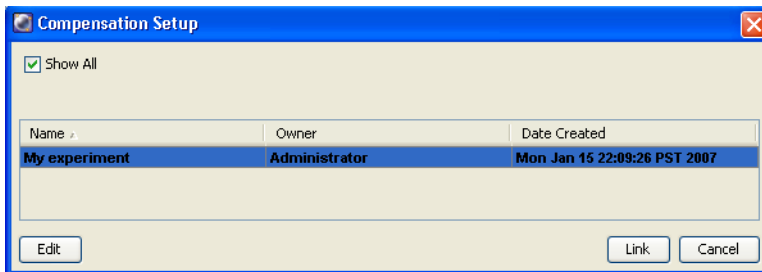 Compensation Setup
Show All
Name Owner Date Created
My experiment Administrator Mon Jan 15 22:09:26 PST 2007
Edit Link Cancel